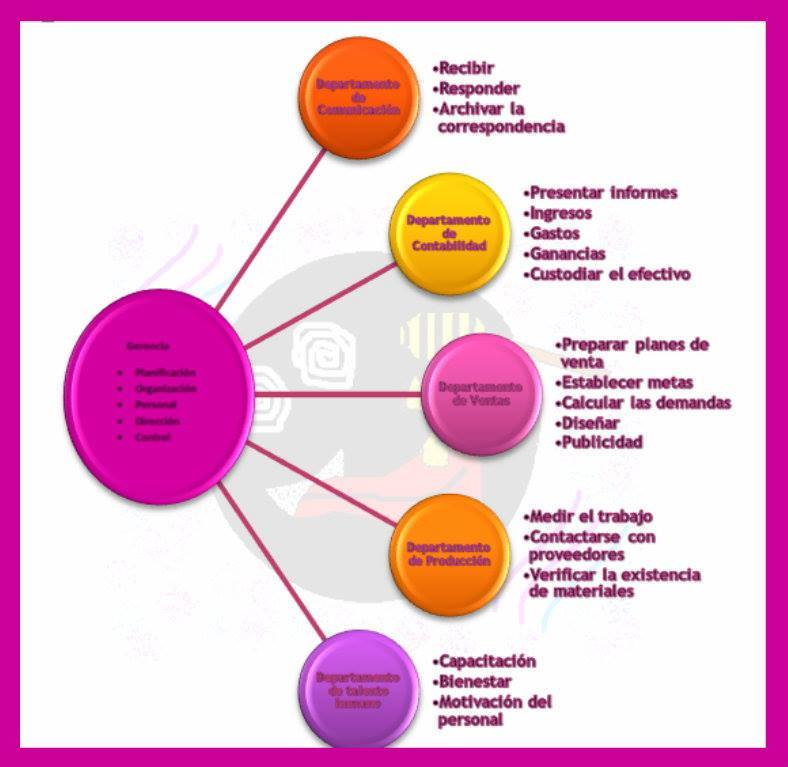 Departamento
de
Comunicación
•Recibir
•Responder
•Archivar la
correspondencia
Departamento
de
Contabilidad
•Presentar informes
•Ingresos
•Gastos
•Ganancias
•Custodiar el efectivo
Gerencia
• Planificación
• Organización
• Personal
• Dirección
• Control
Departamento
de Ventas
•Preparar planes de
venta
•Establecer metas
•Calcular las demandas
•Diseñar
•Publicidad
Departamento
de Producción
•Medir el trabajo
•Contactarse con
proveedores
•Verificar la existencia
de materiales
Departamento
de talento
humano
•Capacitación
•Bienestar
•Motivación del
personal